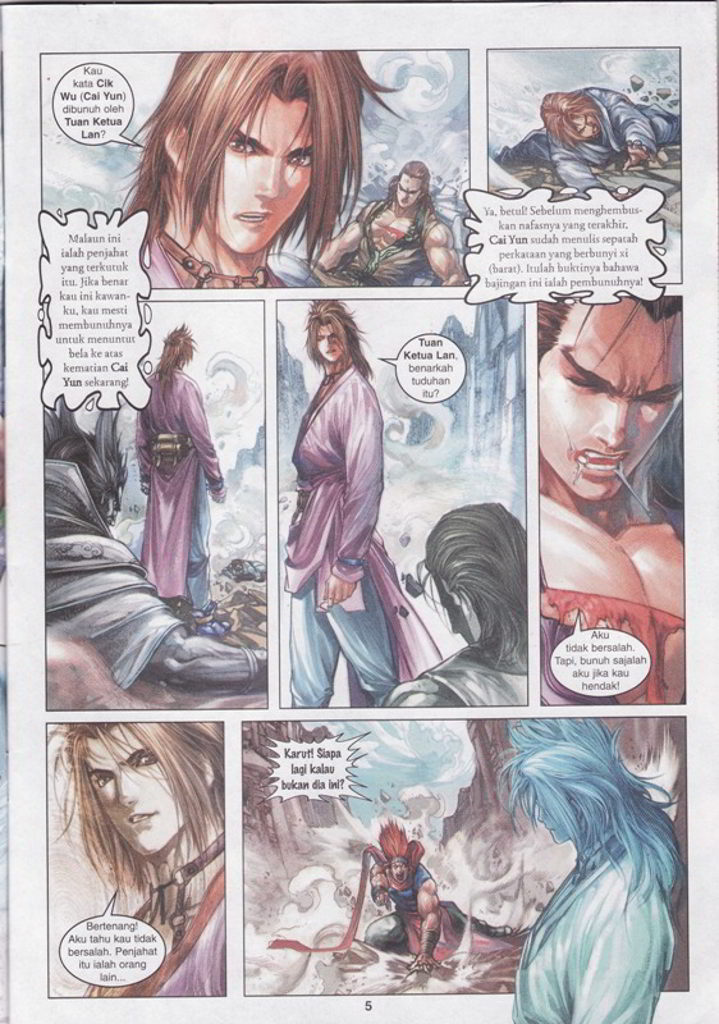 Kau
kata Cik
Wu (Cai Yun)
dibunuh oleh
Tuan Ketua
Lan?
Ya, betul! Sebelum menghembus-
kan nafasnya yang terakhir,
Cai Yun sudah menulis sepatah
perkataan yang berbunyi xi
(barat). Itulah buktinya bahawa
bajingan ini ialah pembunuhnya!
Malaun ini
ialah penjahat
yang terkutuk
itu. Jika benar
kau ini kawan-
ku, kau mesti
membunuhnya
untuk menuntut
bela ke atas
kematian Cai
Yun sekarang!
Tuan
Ketua Lan,
benarkah
tuduhan
itu?
Aku
tidak bersalah.
Tapi, bunuh sajalah
aku jika kau
hendak!
Bertenang!
Aku tahu kau tidak
bersalah. Penjahat
itu ialah orang
lain...
Karut! Siapa
lagi kalau
bukan dia ini?
5